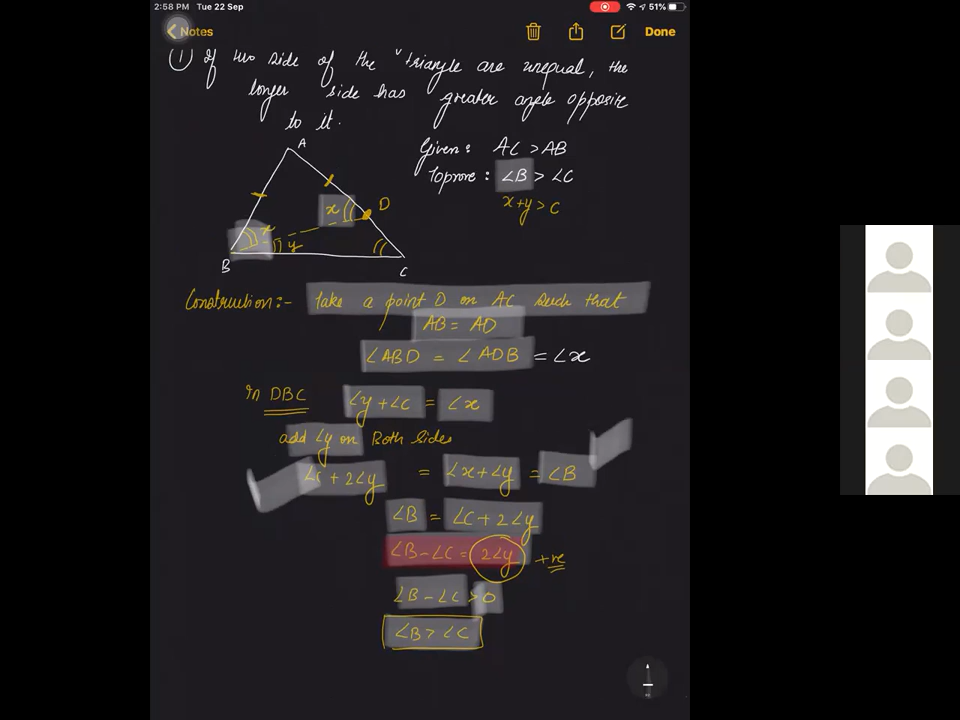 2:58 PM Tue 22 Sep 51%
Notes Done
① If two side of the "triangle are unequal, the
longer side has greater angle opposite
to it.
A
Given: AC > AB
Toprove: ∠B > ∠C
x+y > C
x D
x y
B C
Construction:- Take a point D on AC such that
AB = AD
∠ABD = ∠ADB = ∠x
In DBC ∠y + ∠C = ∠x
add ∠y on Both sides
∠C + 2∠y = ∠x + ∠y = ∠B
∠B = ∠C + 2∠y
∠B - ∠C = 2∠y +ve
∠B - ∠C > 0
∠B > ∠C